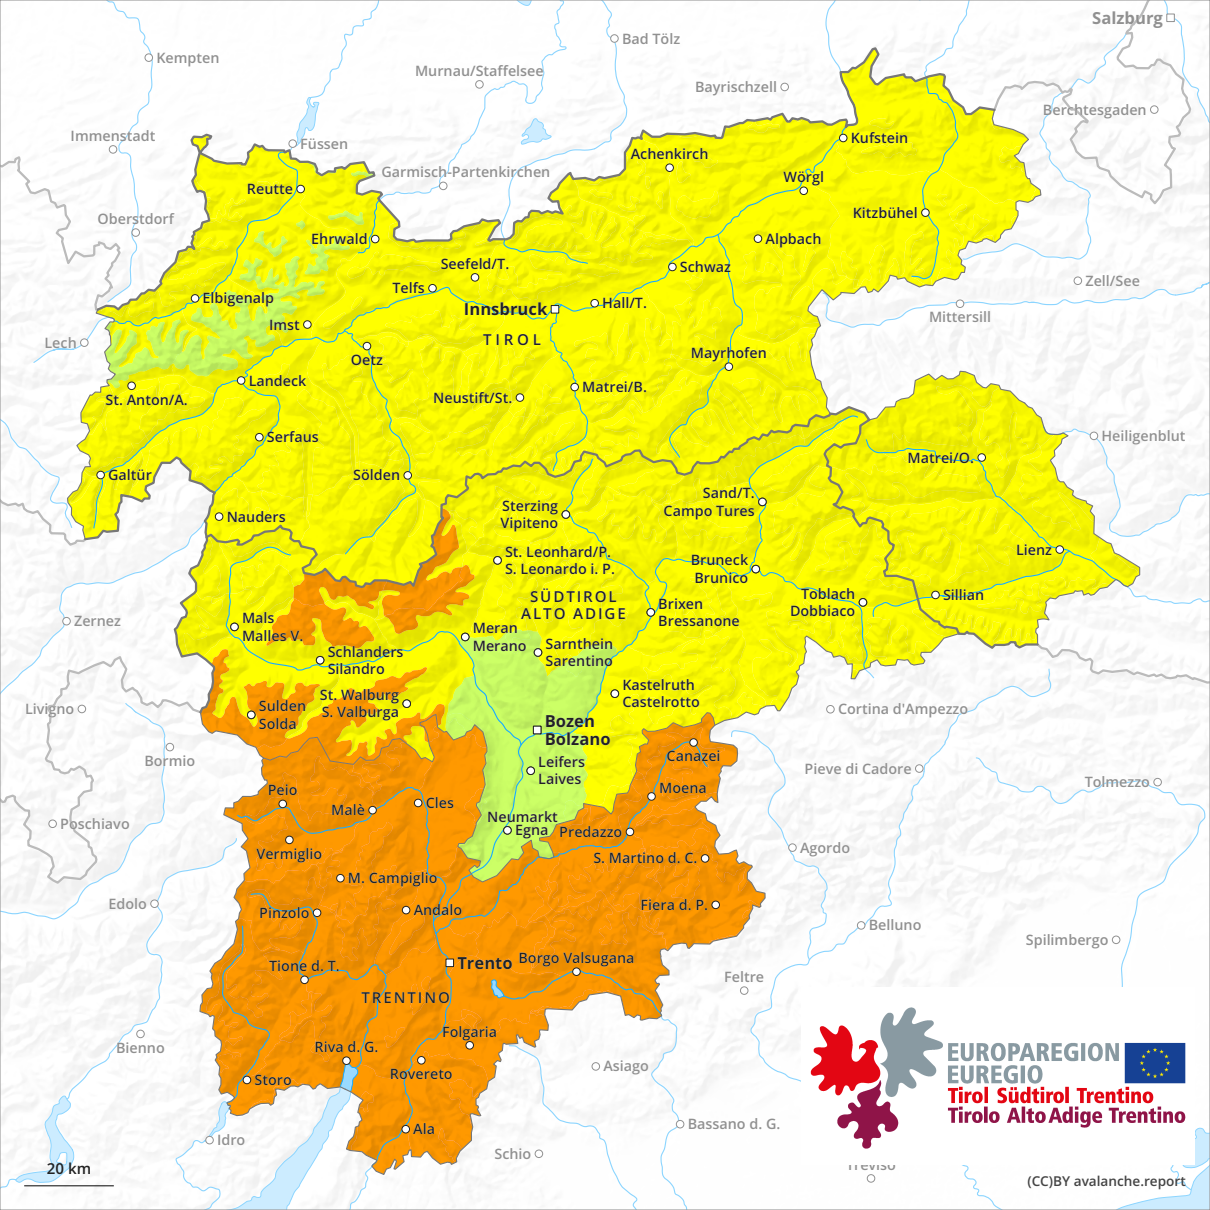 Salzburg
Bad Tölz
Kempten
Murnau/Staffelsee
Bayrischzell
Berchtesgaden
Immenstadt
Füssen
Kufstein
Achenkirch
Garmisch-Partenkirchen
Wörgl
Reutte
Oberstdorf
Kitzbühel
Ehrwald
Alpbach
Seefeld/T.
Schwaz
Zell/See
Telfs
Elbigenalp
Hall/T.
Innsbruck
Mittersill
Imst
TIROL
Lech
Oetz
Mayrhofen
Landeck
Matrei/B.
St. Anton/A.
Neustift/St.
Serfaus
Heiligenblut
Matrei/O.
Galtür
Sölden
Sand/T.
Campo Tures
Sterzing
Vipiteno
Nauders
St. Leonhard/P.
S. Leonardo i. P.
Lienz
Bruneck
Brunico
SÜDTIROL
ALTO ADIGE
Toblach
Dobbiaco
Sillian
Brixen
Bressanone
Zernez
Mals
Malles V.
Meran
Merano
Sarnthein
Sarentino
Schlanders
Silandro
Kastelruth
Castelrotto
St. Walburg
S. Valburga
Livigno
Sulden
Solda
Cortina d'Ampezzo
Bozen
Bolzano
Bormio
Canazei
Leifers
Laives
Pieve di Cadore
Tolmezzo
Peio
Moena
Malè
Cles
Neumarkt
Egna
Predazzo
Poschiavo
Vermiglio
Agordo
S. Martino d. C.
M. Campiglio
Edolo
Pinzolo
Andalo
Fiera d. P.
Belluno
Spilimbergo
Trento
Borgo Valsugana
Tione d. T.
Feltre
TRENTINO
Folgaria
Bienno
Riva d. G.
Rovereto
Asiago
Storo
EUROPAREGION
EUREGIO
Tirol Südtirol Trentino
Tirolo Alto Adige Trentino
Ala
Bassano d. G.
Idro
Schio
Treviso
20 km
(CC)BY avalanche.report